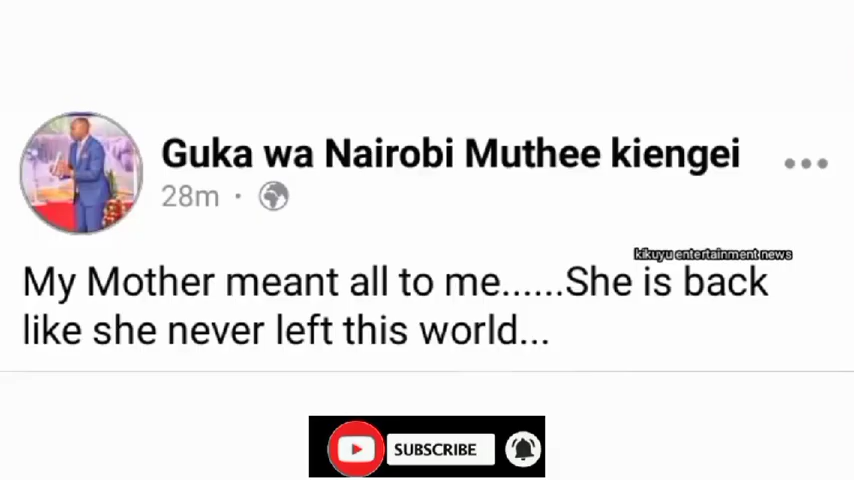 Guka wa Nairobi Muthee kiengei
28m ·
kikuyu entertainment news
My Mother meant all to me......She is back
like she never left this world...
SUBSCRIBE